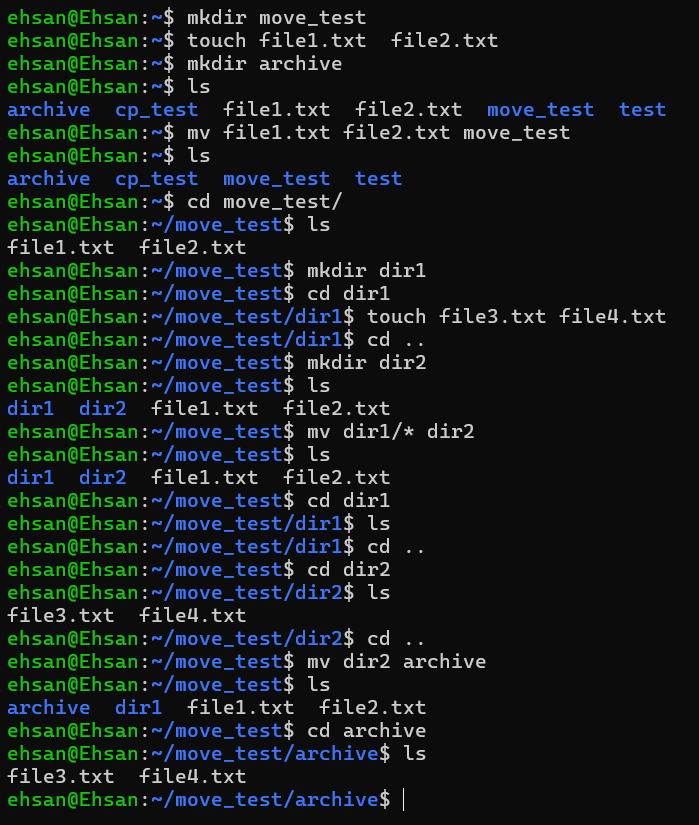 ehsan@Ehsan:~$ mkdir move_test
ehsan@Ehsan:~$ touch file1.txt  file2.txt
ehsan@Ehsan:~$ mkdir archive
ehsan@Ehsan:~$ ls
archive  cp_test  file1.txt  file2.txt  move_test  test
ehsan@Ehsan:~$ mv file1.txt file2.txt move_test
ehsan@Ehsan:~$ ls
archive  cp_test  move_test  test
ehsan@Ehsan:~$ cd move_test/
ehsan@Ehsan:~/move_test$ ls
file1.txt  file2.txt
ehsan@Ehsan:~/move_test$ mkdir dir1
ehsan@Ehsan:~/move_test$ cd dir1
ehsan@Ehsan:~/move_test/dir1$ touch file3.txt file4.txt
ehsan@Ehsan:~/move_test/dir1$ cd ..
ehsan@Ehsan:~/move_test$ mkdir dir2
ehsan@Ehsan:~/move_test$ ls
dir1  dir2  file1.txt  file2.txt
ehsan@Ehsan:~/move_test$ mv dir1/* dir2
ehsan@Ehsan:~/move_test$ ls
dir1  dir2  file1.txt  file2.txt
ehsan@Ehsan:~/move_test$ cd dir1
ehsan@Ehsan:~/move_test/dir1$ ls
ehsan@Ehsan:~/move_test/dir1$ cd ..
ehsan@Ehsan:~/move_test$ cd dir2
ehsan@Ehsan:~/move_test/dir2$ ls
file3.txt  file4.txt
ehsan@Ehsan:~/move_test/dir2$ cd ..
ehsan@Ehsan:~/move_test$ mv dir2 archive
ehsan@Ehsan:~/move_test$ ls
archive  dir1  file1.txt  file2.txt
ehsan@Ehsan:~/move_test$ cd archive
ehsan@Ehsan:~/move_test/archive$ ls
file3.txt  file4.txt
ehsan@Ehsan:~/move_test/archive$